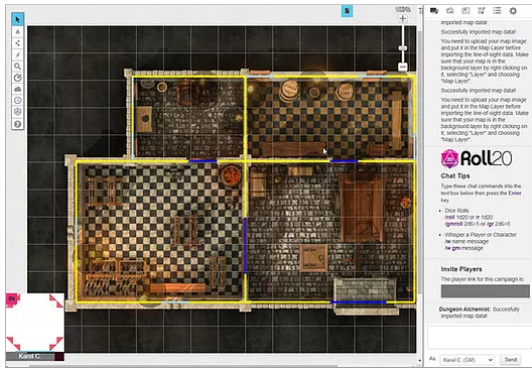 103%
imported map data!
Succesfully imported map data!
You need to upload your map image
and put it in the Map Layer before
importing the line-of-sight data. Make
sure that your map is in the
background layer by right clicking on
it, selecting "Layer" and choosing
"Map Layer".
Succesfully imported map data!
You need to upload your map image
and put it in the Map Layer before
importing the line-of-sight data. Make
sure that your map is in the
background layer by right clicking on
it, selecting "Layer" and choosing
"Map Layer".
Roll20
Chat Tips
Type these chat commands into the
text box below then press the Enter
key.
Dice Rolls
/roll 1d20 or /r 1d20
/gmroll 2d6+5 or /gr 2d6+5
Whisper a Player or Character
/w name message
/w gm message
Invite Players
The player link for this campaign is:
Dungeon Alchemist: Succesfully
imported map data!
As: Karel C. (GM) Send
Karel C.